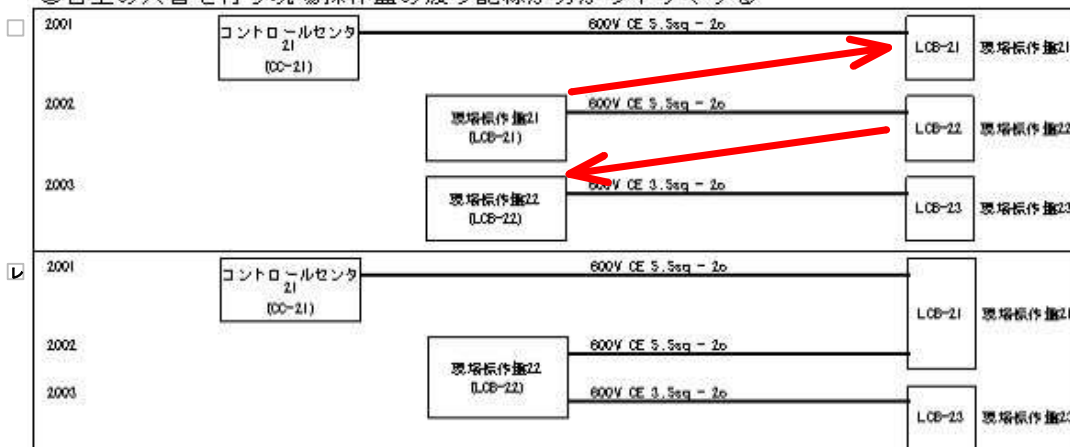 2001
コントロールセンタ
21
(CC-21)
600V CE 5.5sq - 2c
LCB-21
現場操作盤21
2002
現場操作盤21
(LCB-21)
600V CE 5.5sq - 2c
LCB-22
現場操作盤22
2003
現場操作盤22
(LCB-22)
600V CE 3.5sq - 2c
LCB-23
現場操作盤23
2001
コントロールセンタ
21
(CC-21)
600V CE 5.5sq - 2c
LCB-21
現場操作盤21
2002
現場操作盤22
(LCB-22)
600V CE 5.5sq - 2c
2003
600V CE 3.5sq - 2c
LCB-23
現場操作盤23